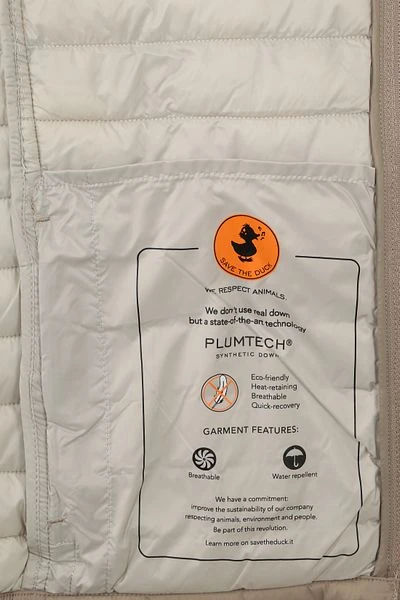 SAVE THE DUCK
WE RESPECT ANIMALS.
We don't use real down
but a state-of-the-art technology
PLUMTECH®
SYNTHETIC DOWN
Eco-friendly
Heat-retaining
Breathable
Quick-recovery
GARMENT FEATURES:
Breathable
Water repellent
We have a commitment:
improve the sustainability of our company
respecting animals, environment and people.
Be part of this revolution.
Learn more on savetheduck.it